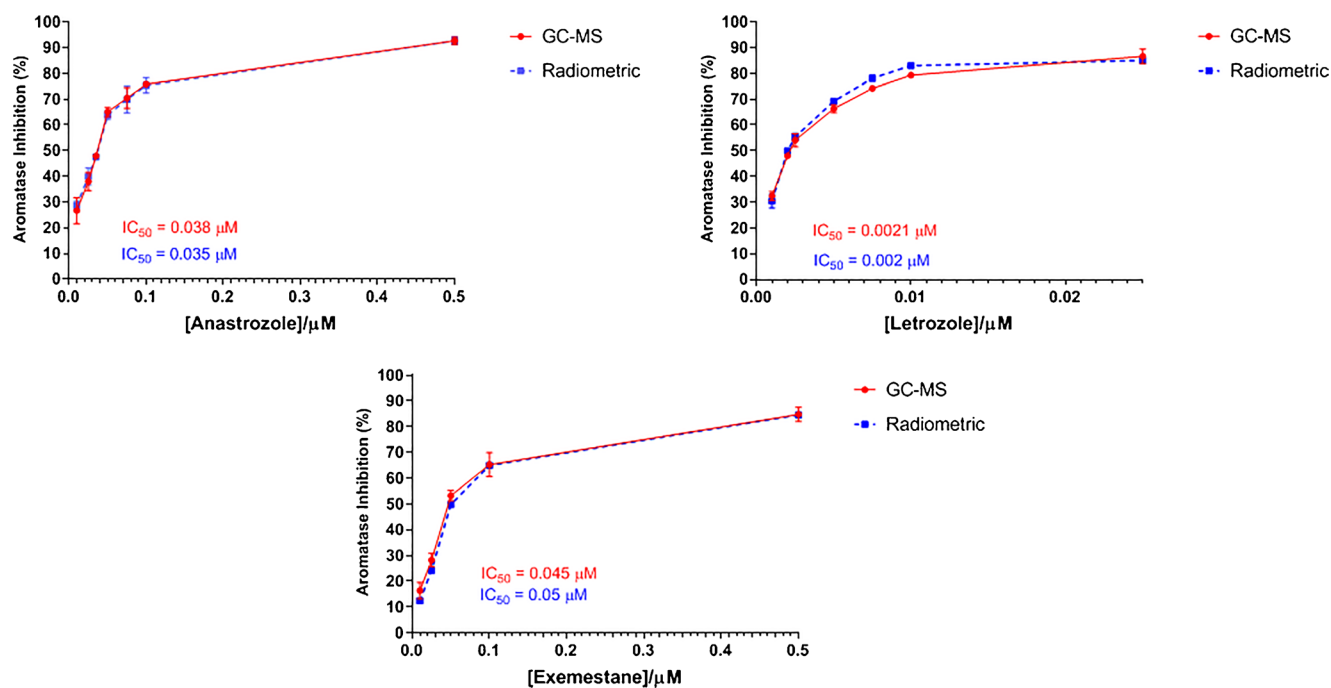 Aromatase Inhibition (%)
100
90
80
70
60
50
40
30
20
10
0
0.0
0.1
0.2
0.3
0.4
0.5
[Anastrozole]/μM
GC-MS
Radiometric
IC50 = 0.038 μM
IC50 = 0.035 μM
Aromatase Inhibition (%)
100
90
80
70
60
50
40
30
20
10
0
0.00
0.01
0.02
[Letrozole]/μM
GC-MS
Radiometric
IC50 = 0.0021 μM
IC50 = 0.002 μM
Aromatase Inhibition (%)
100
90
80
70
60
50
40
30
20
10
0
0.0
0.1
0.2
0.3
0.4
0.5
[Exemestane]/μM
GC-MS
Radiometric
IC50 = 0.045 μM
IC50 = 0.05 μM